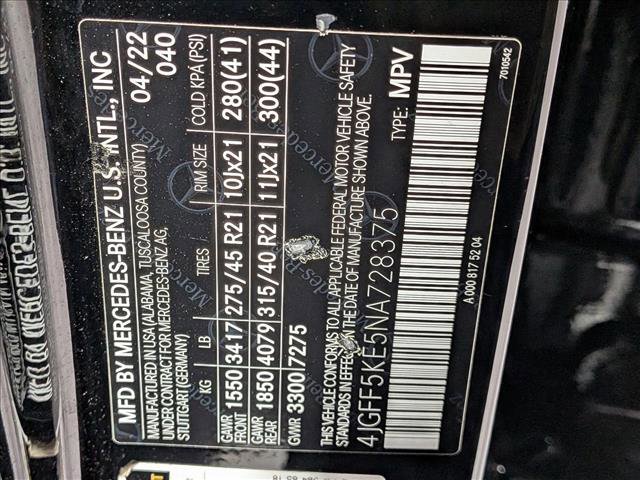 MFD BY MERCEDES-BENZ U.S. INTL., INC
MANUFACTURED IN USA (ALABAMA, TUSCALOOSA COUNTY) 04/22
UNDER CONTRACT FOR MERCEDES-BENZ AG, 040
STUTTGART(GERMANY)
KG LB TIRES RIM SIZE COLD KPA(PSI)
GAWR FRONT 1550 3417 275/45 R21 10Jx21 280(41)
GAWR REAR 1850 4079 315/40 R21 11Jx21 300(44)
GVWR 3300 7275
THIS VEHICLE CONFORMS TO ALL APPLICABLE FEDERAL MOTOR VEHICLE SAFETY
STANDARDS IN EFFECT ON THE DATE OF MANUFACTURE SHOWN ABOVE.
4JGFF5KE5NA728375 TYPE: MPV
A 000 817 52 04 7010542